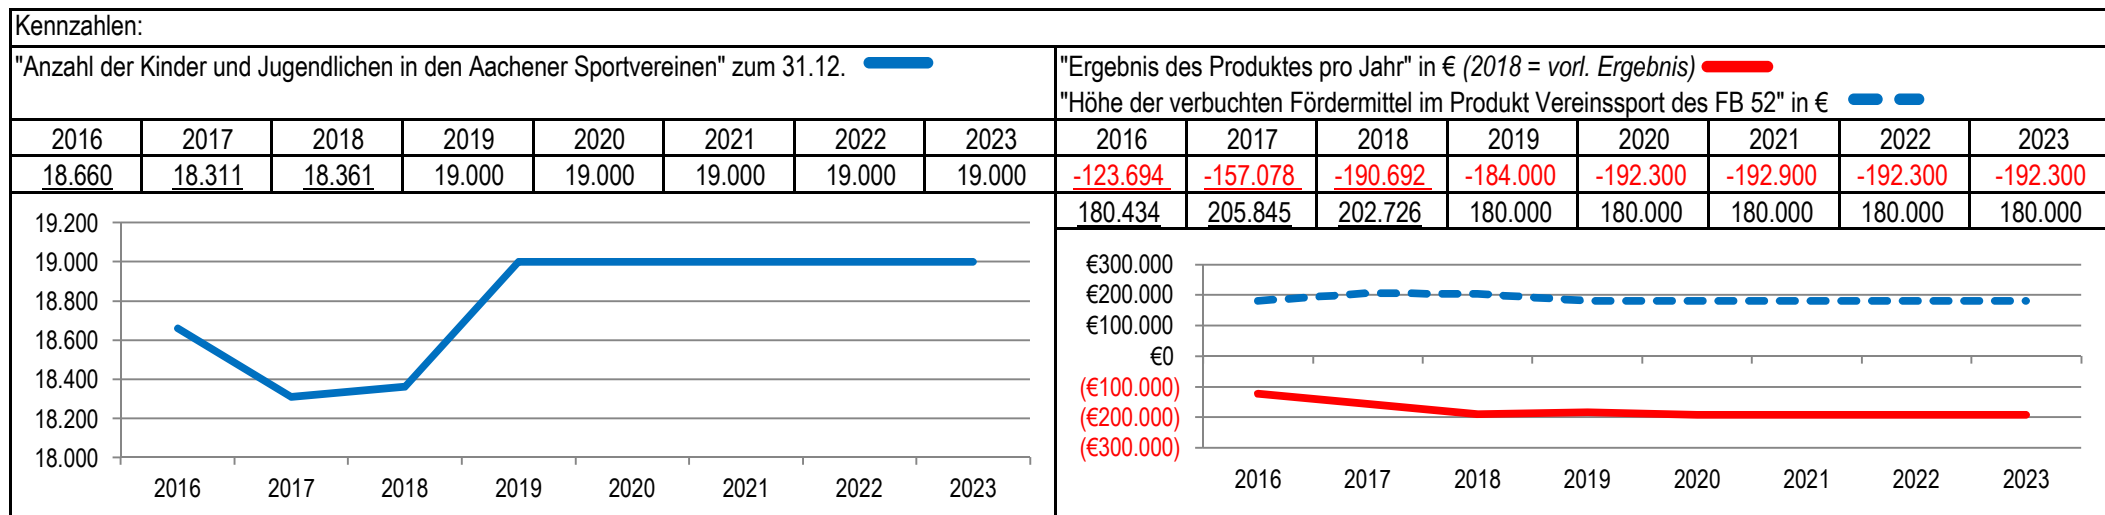 Kennzahlen:
"Anzahl der Kinder und Jugendlichen in den Aachener Sportvereinen" zum 31.12.
2016 2017 2018 2019 2020 2021 2022 2023
18.660 18.311 18.361 19.000 19.000 19.000 19.000 19.000
19.200
19.000
18.800
18.600
18.400
18.200
18.000
2016 2017 2018 2019 2020 2021 2022 2023
"Ergebnis des Produktes pro Jahr" in € (2018 = vorl. Ergebnis)
"Höhe der verbuchten Fördermittel im Produkt Vereinssport des FB 52" in €
2016 2017 2018 2019 2020 2021 2022 2023
-123.694 -157.078 -190.692 -184.000 -192.300 -192.900 -192.300 -192.300
180.434 205.845 202.726 180.000 180.000 180.000 180.000 180.000
€300.000
€200.000
€100.000
€0
(€100.000)
(€200.000)
(€300.000)
2016 2017 2018 2019 2020 2021 2022 2023